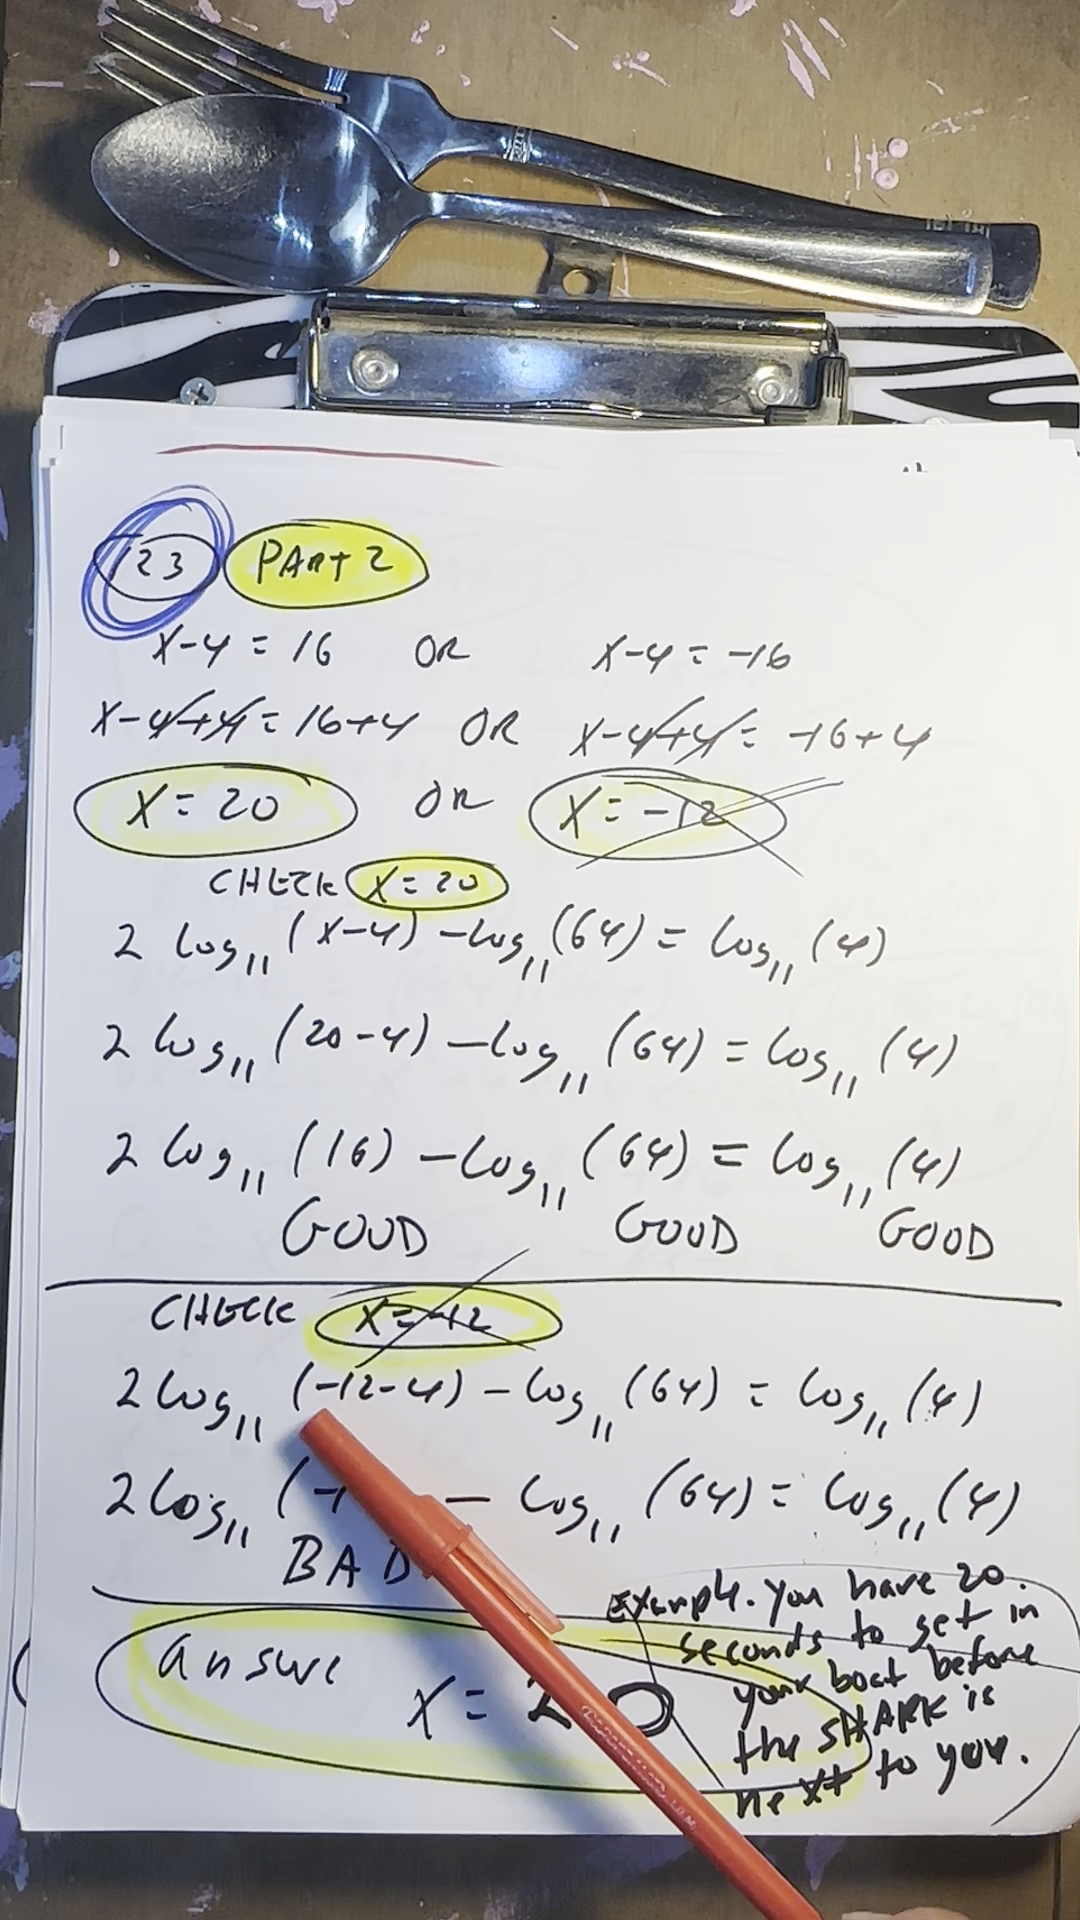 123 PART 2
x-4 = 16 OR x-4 = -16
x-4+4 = 16+4 OR x-4+4 = -16+4
x = 20 OR x = -12
CHECK x = 20
2 log₁₁ (x-4) - log₁₁ (64) = log₁₁ (4)
2 log₁₁ (20-4) - log₁₁ (64) = log₁₁ (4)
2 log₁₁ (16) - log₁₁ (64) = log₁₁ (4)
GOOD GOOD GOOD
CHECK x = -12
2 log₁₁ (-12-4) - log₁₁ (64) = log₁₁ (4)
2 log₁₁ (-1 - log₁₁ (64) = log₁₁ (4)
BAD
Answe
x = 20
Example. You have 20
seconds to get in
your boat before
the SHARK is
next to you.